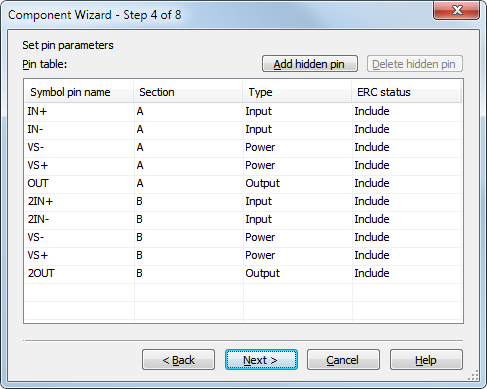 Component Wizard - Step 4 of 8
Set pin parameters
Pin table: Add hidden pin Delete hidden pin
Symbol pin name Section Type ERC status
IN+ A Input Include
IN- A Input Include
VS- A Power Include
VS+ A Power Include
OUT A Output Include
2IN+ B Input Include
2IN- B Input Include
VS- B Power Include
VS+ B Power Include
2OUT B Output Include
< Back Next > Cancel Help